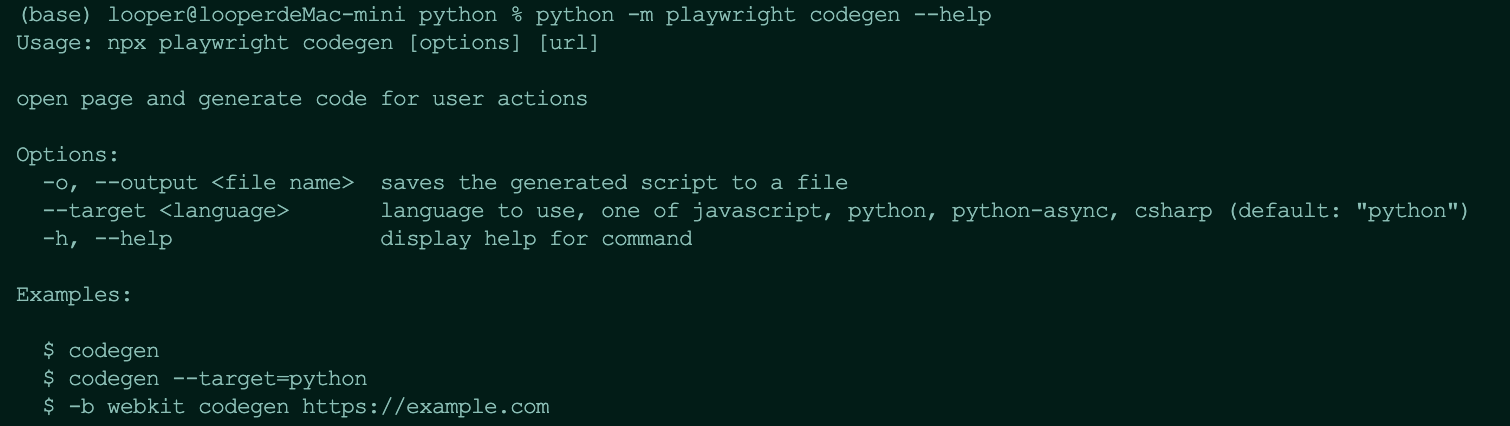 (base) looper@looperdeMac-mini python % python -m playwright codegen --help
Usage: npx playwright codegen [options] [url]
open page and generate code for user actions
Options:
-o, --output <file name>  saves the generated script to a file
--target <language>       language to use, one of javascript, python, python-async, csharp (default: "python")
-h, --help                display help for command
Examples:
$ codegen
$ codegen --target=python
$ -b webkit codegen https://example.com